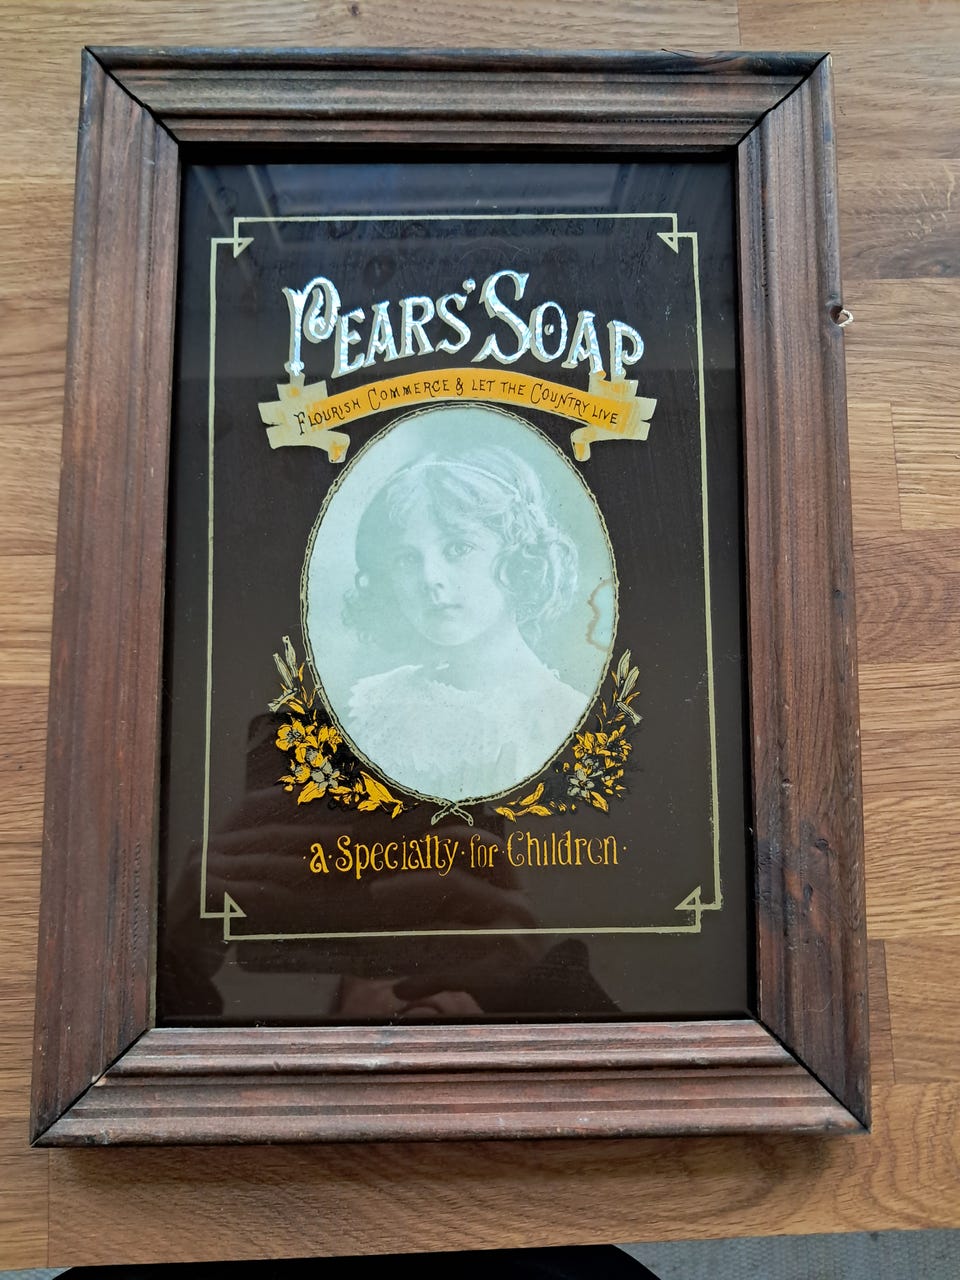 PEARS' SOAP
FLOURISH COMMERCE & LET THE COUNTRY LIVE
·a·Specialty·for·Children·